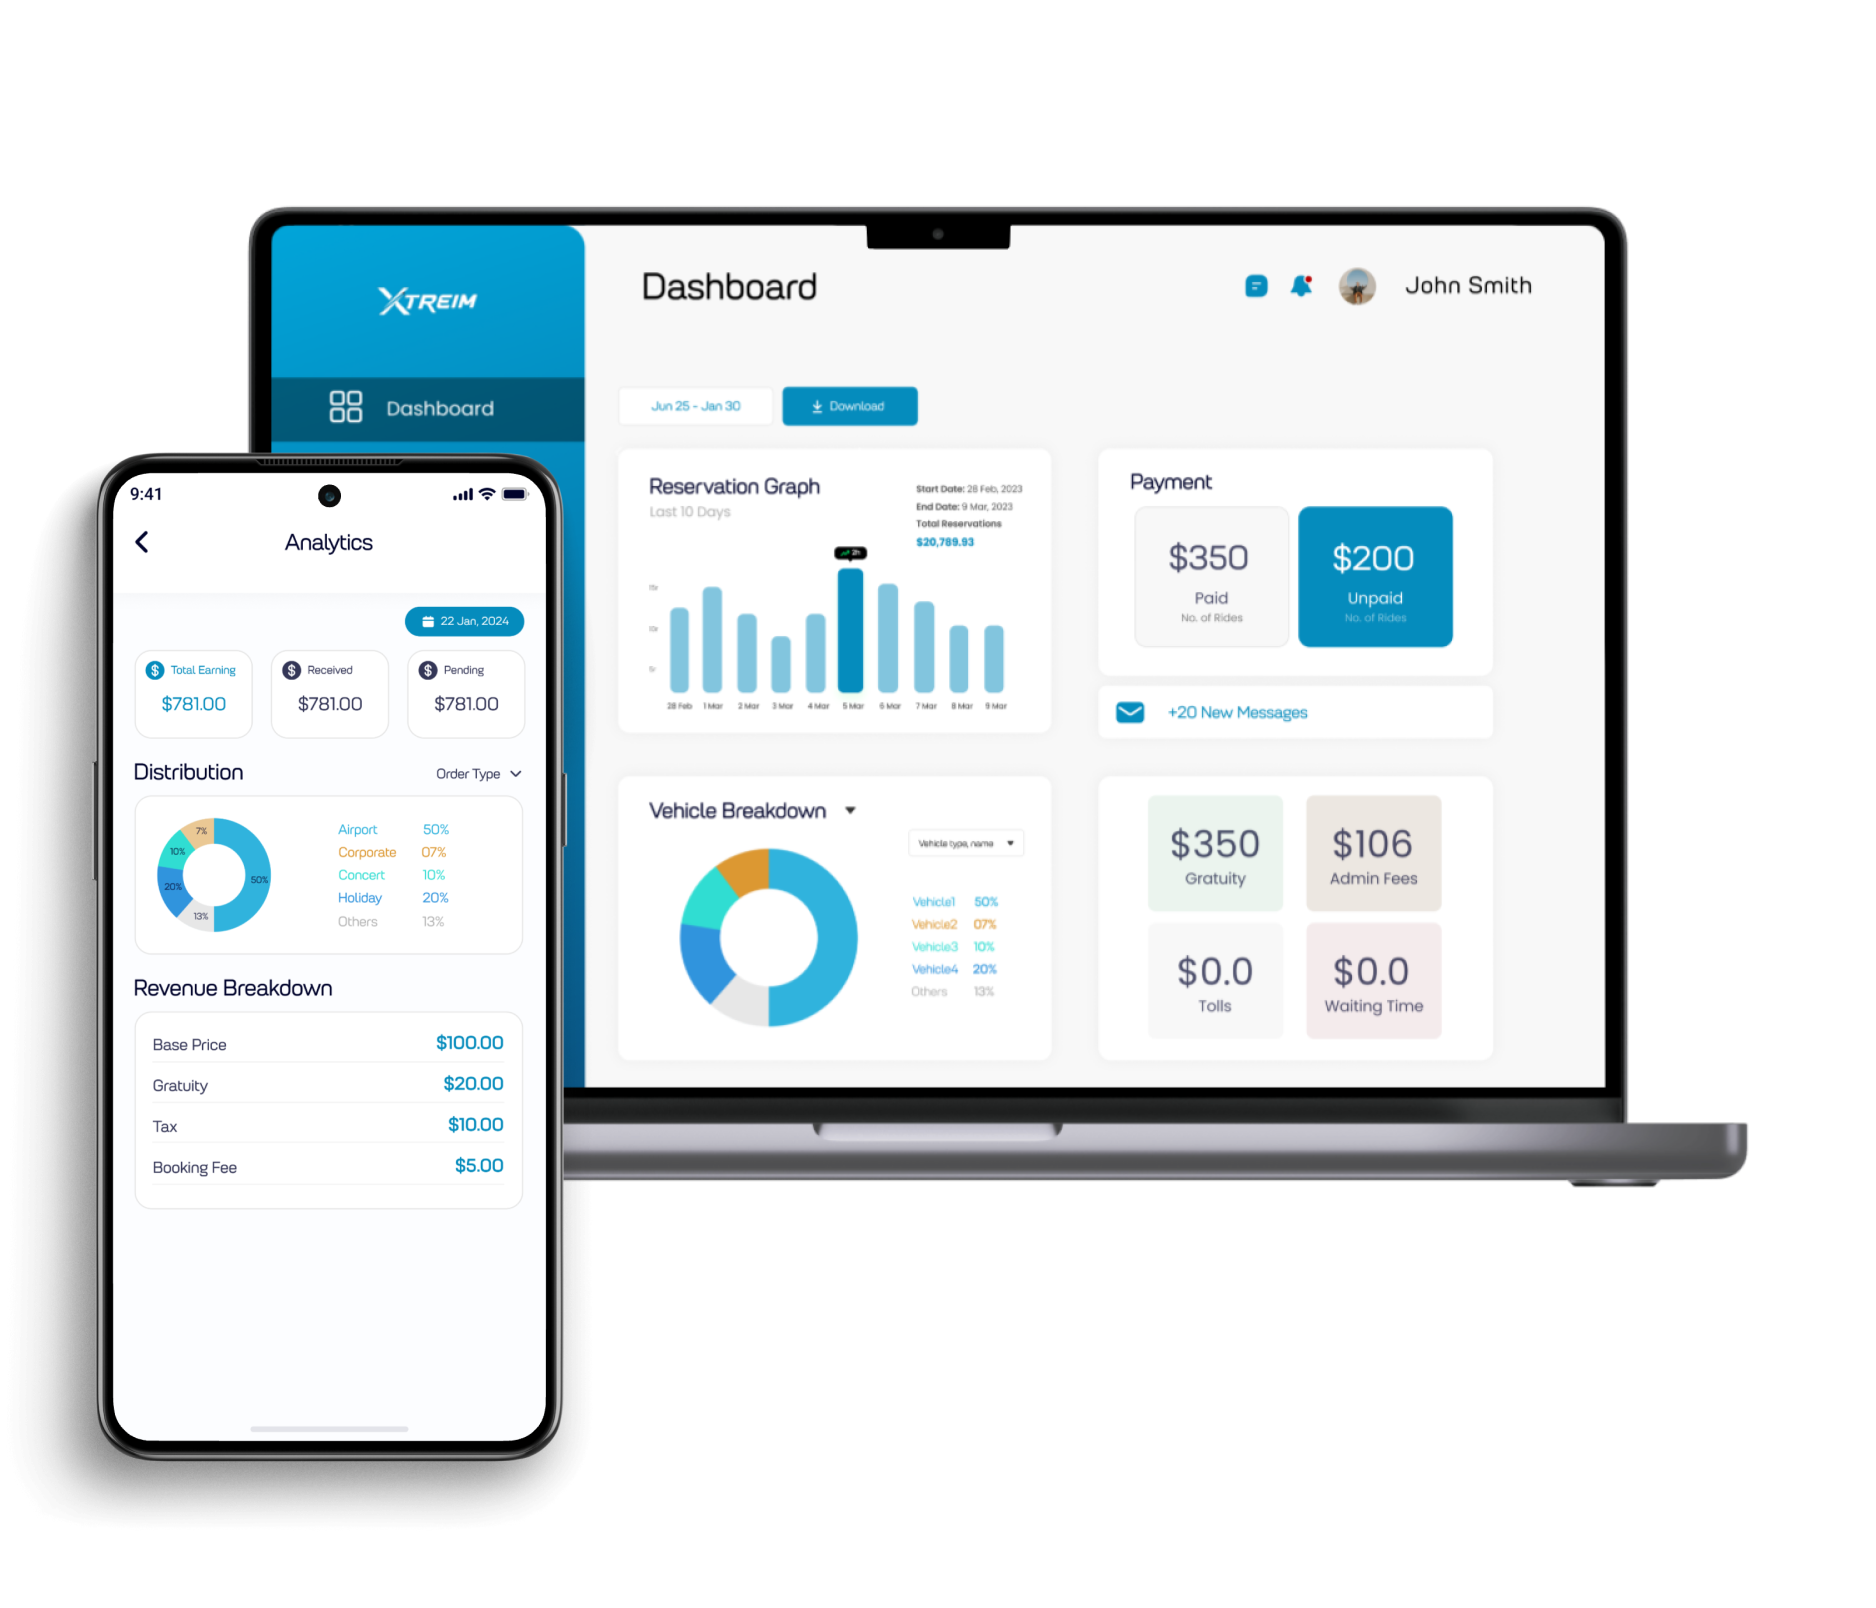 XTREIM
Dashboard
Dashboard
John Smith
Jun 25 - Jan 30
Download
Reservation Graph
Last 10 Days
Start Date: 28 Feb, 2023
End Date: 9 Mar, 2023
Total Reservations
$20,789.93
2h
28 Feb 1 Mar 2 Mar 3 Mar 4 Mar 5 Mar 6 Mar 7 Mar 8 Mar 9 Mar
Payment
$350
Paid
No. of Rides
$200
Unpaid
No. of Rides
+20 New Messages
Vehicle Breakdown
Vehicle type, name
Vehicle1 50%
Vehicle2 07%
Vehicle3 10%
Vehicle4 20%
Others 13%
$350
Gratuity
$106
Admin Fees
$0.0
Tolls
$0.0
Waiting Time
9:41
Analytics
22 Jan, 2024
Total Earning
$781.00
Received
$781.00
Pending
$781.00
Distribution
Order Type
7%
10%
20%
13%
50%
Airport 50%
Corporate 07%
Concert 10%
Holiday 20%
Others 13%
Revenue Breakdown
Base Price $100.00
Gratuity $20.00
Tax $10.00
Booking Fee $5.00